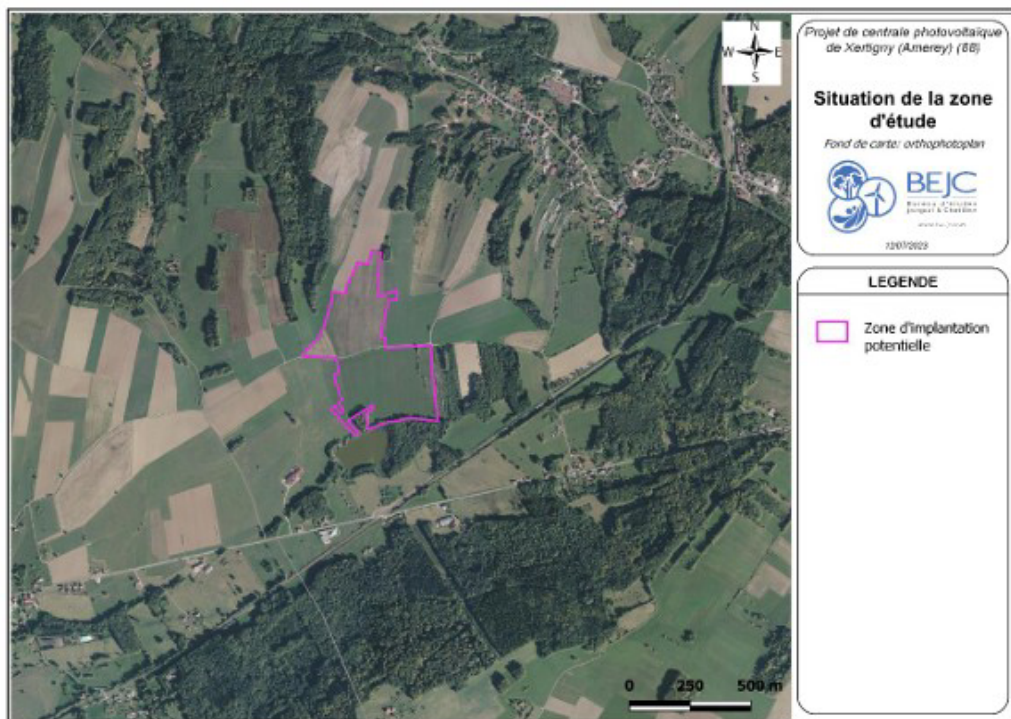 N
W E
S
Projet de centrale photovoltaïque
de Xertigny (Amerey) (88)
Situation de la zone
d'étude
Fond de carte: orthophotoplan
BEJC
12/07/2023
LEGENDE
Zone d'implantation
potentielle
0 250 500 m